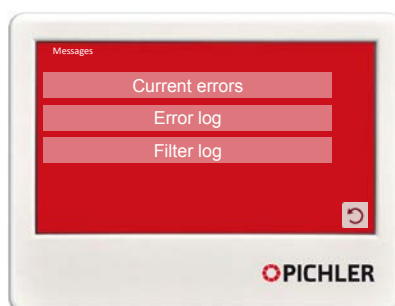 Messages
Current errors
Error log
Filter log
PICHLER